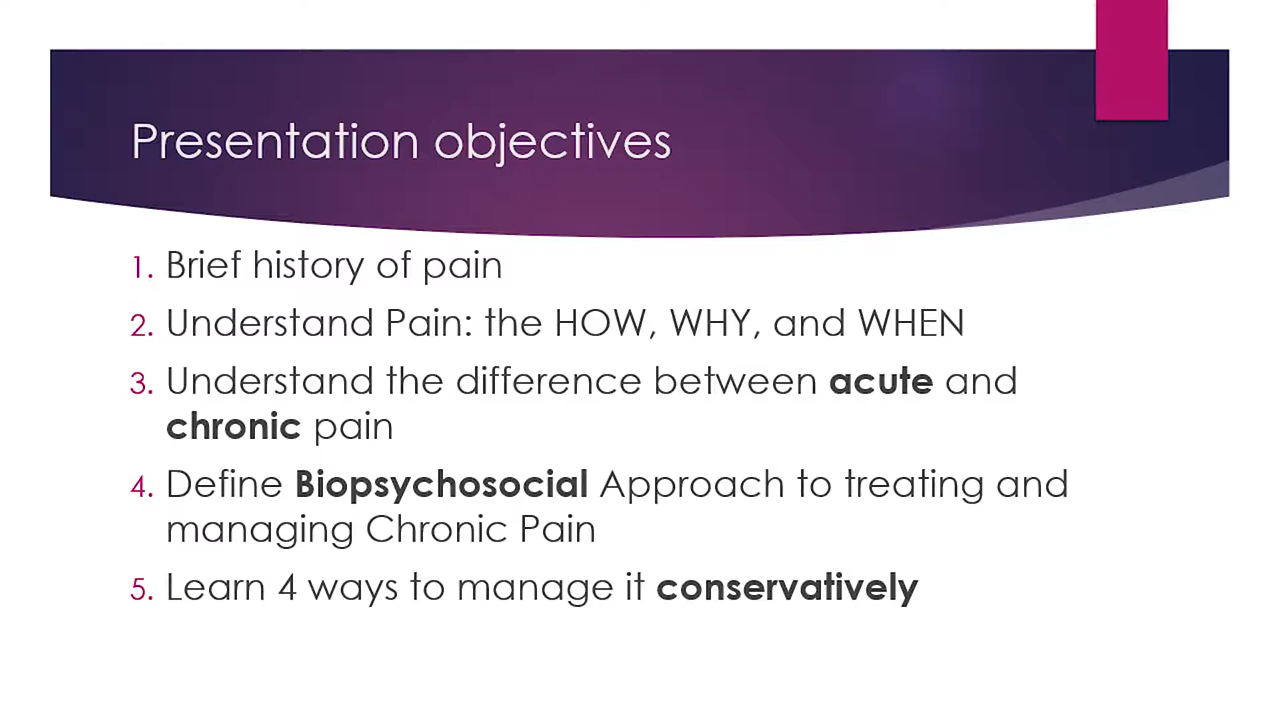 Presentation objectives
1. Brief history of pain
2. Understand Pain: the HOW, WHY, and WHEN
3. Understand the difference between acute and
chronic pain
4. Define Biopsychosocial Approach to treating and
managing Chronic Pain
5. Learn 4 ways to manage it conservatively